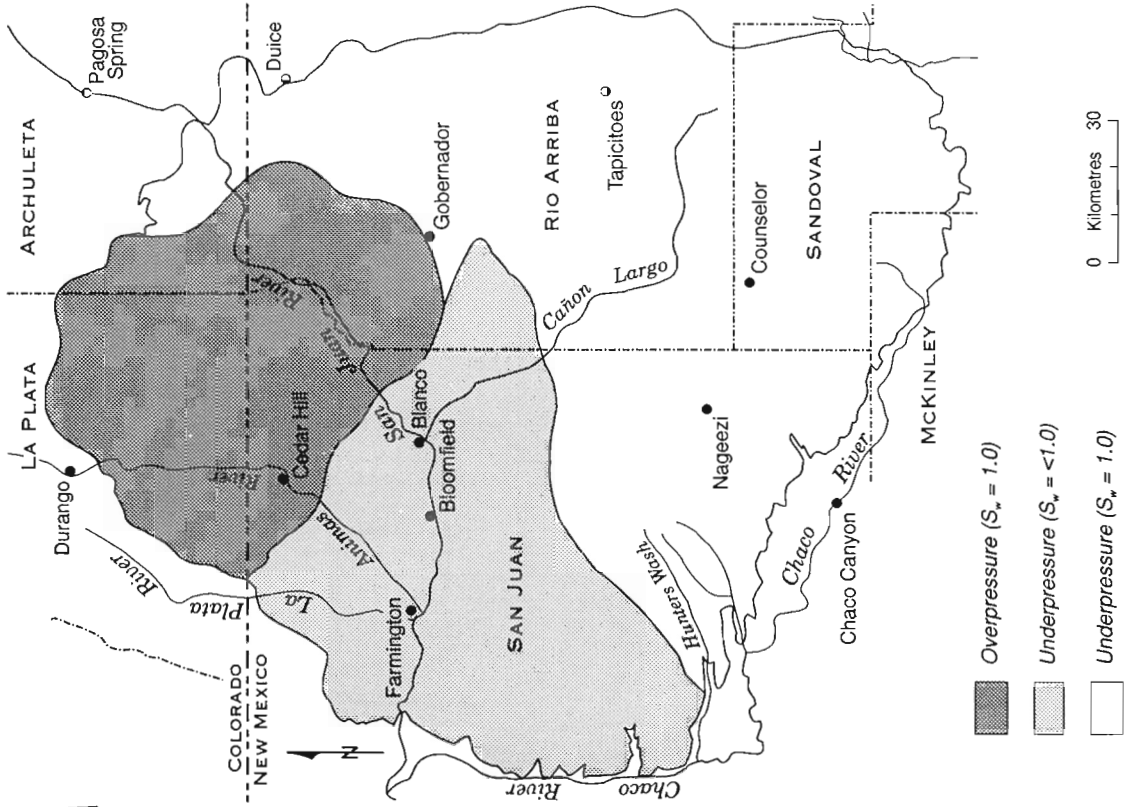 ARCHULETA
Pagosa
Spring
LA PLATA
Durango
River
River
Plata
La
COLORADO
NEW MEXICO
N
Duice
Cedar Hill
Animas
River
Juan
San
Gobernador
Blanco
Bloomfield
Farmington
SAN JUAN
RIO ARRIBA
Tapicitoes
Cañon Largo
Counselor
SANDOVAL
Nageezi
Hunters Wash
River
Chaco
Chaco River
Chaco Canyon
MCKINLEY
Overpressure (Sw = 1.0)
Underpressure (Sw = <1.0)
Underpressure (Sw = 1.0)
0 30
Kilometres